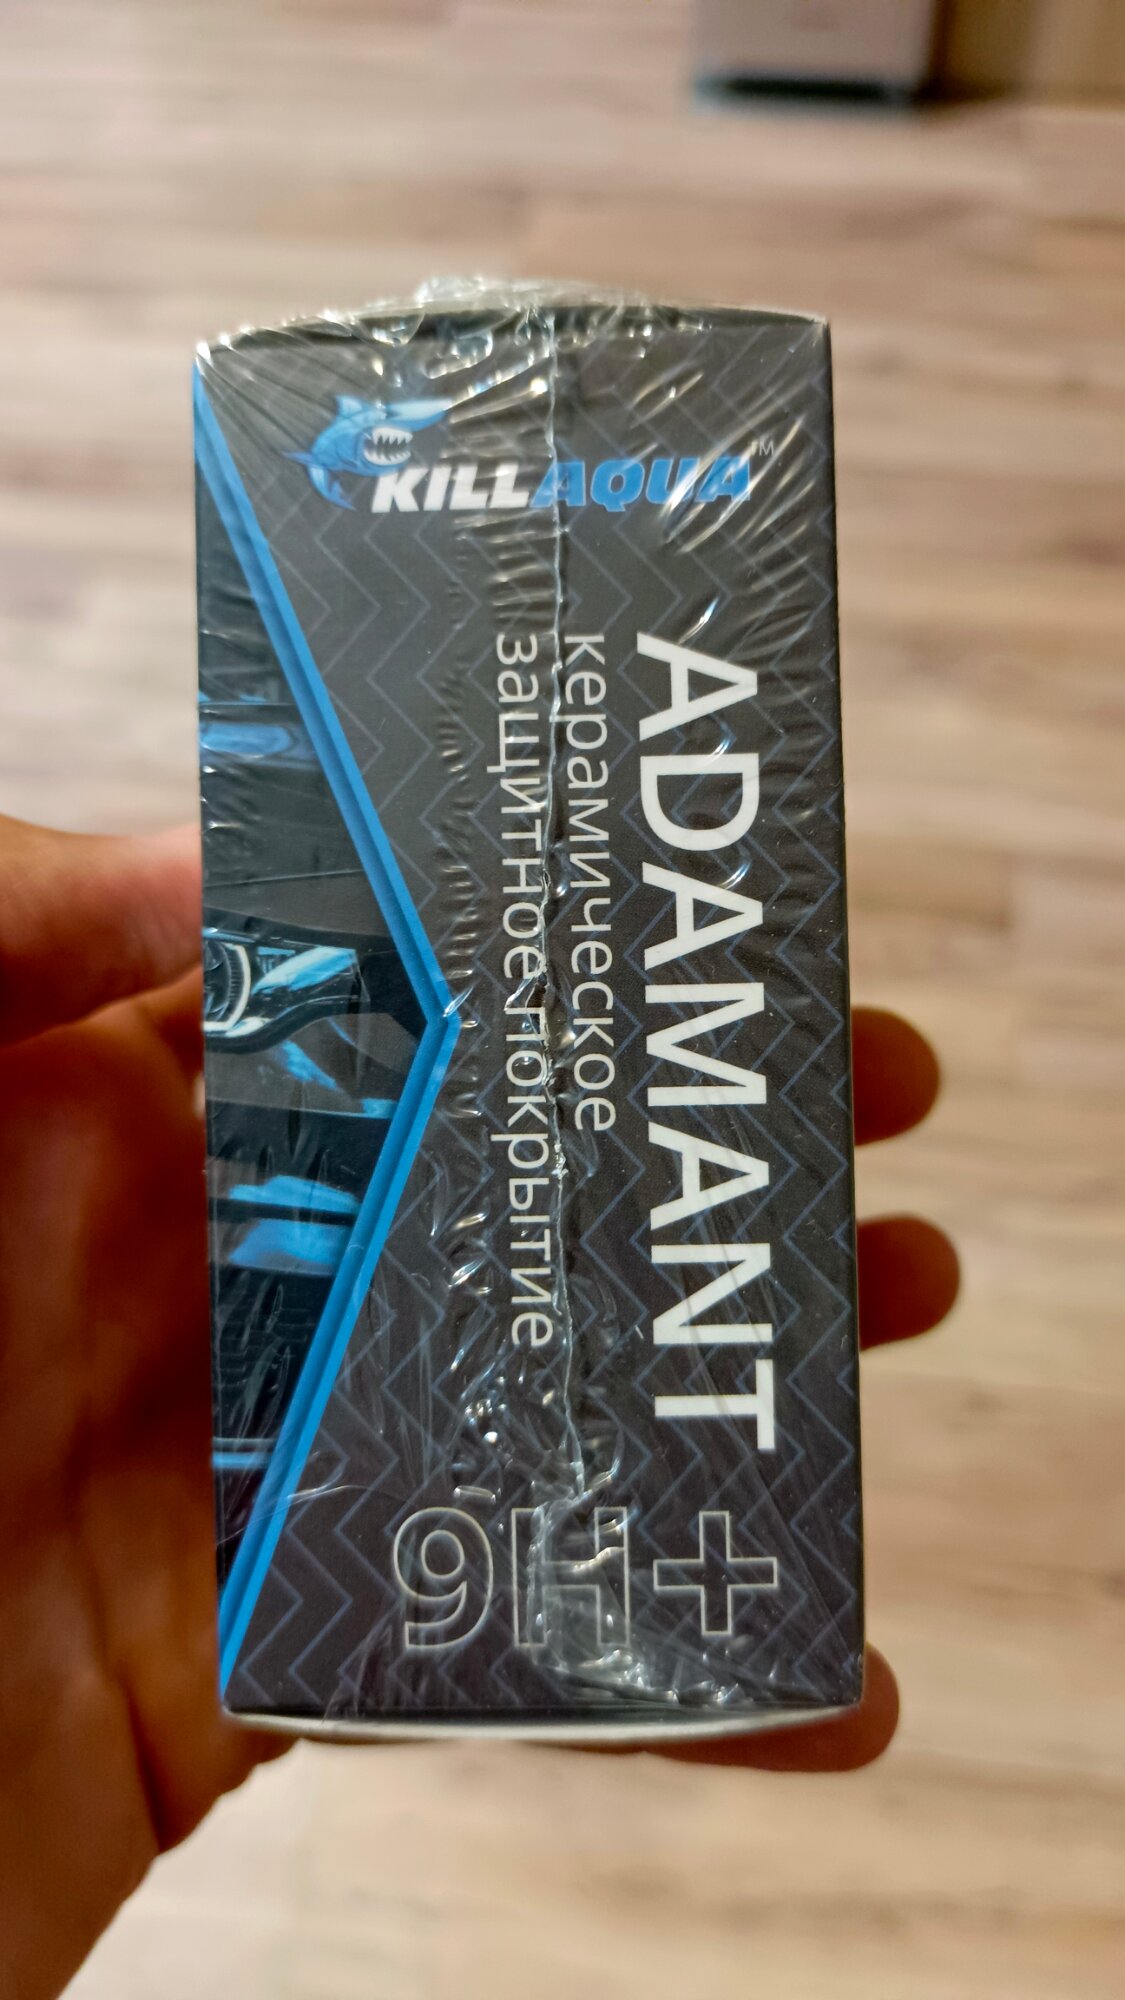 KILLAQUA™
ADAMANT
керамическое
защитное покрытие
9H+